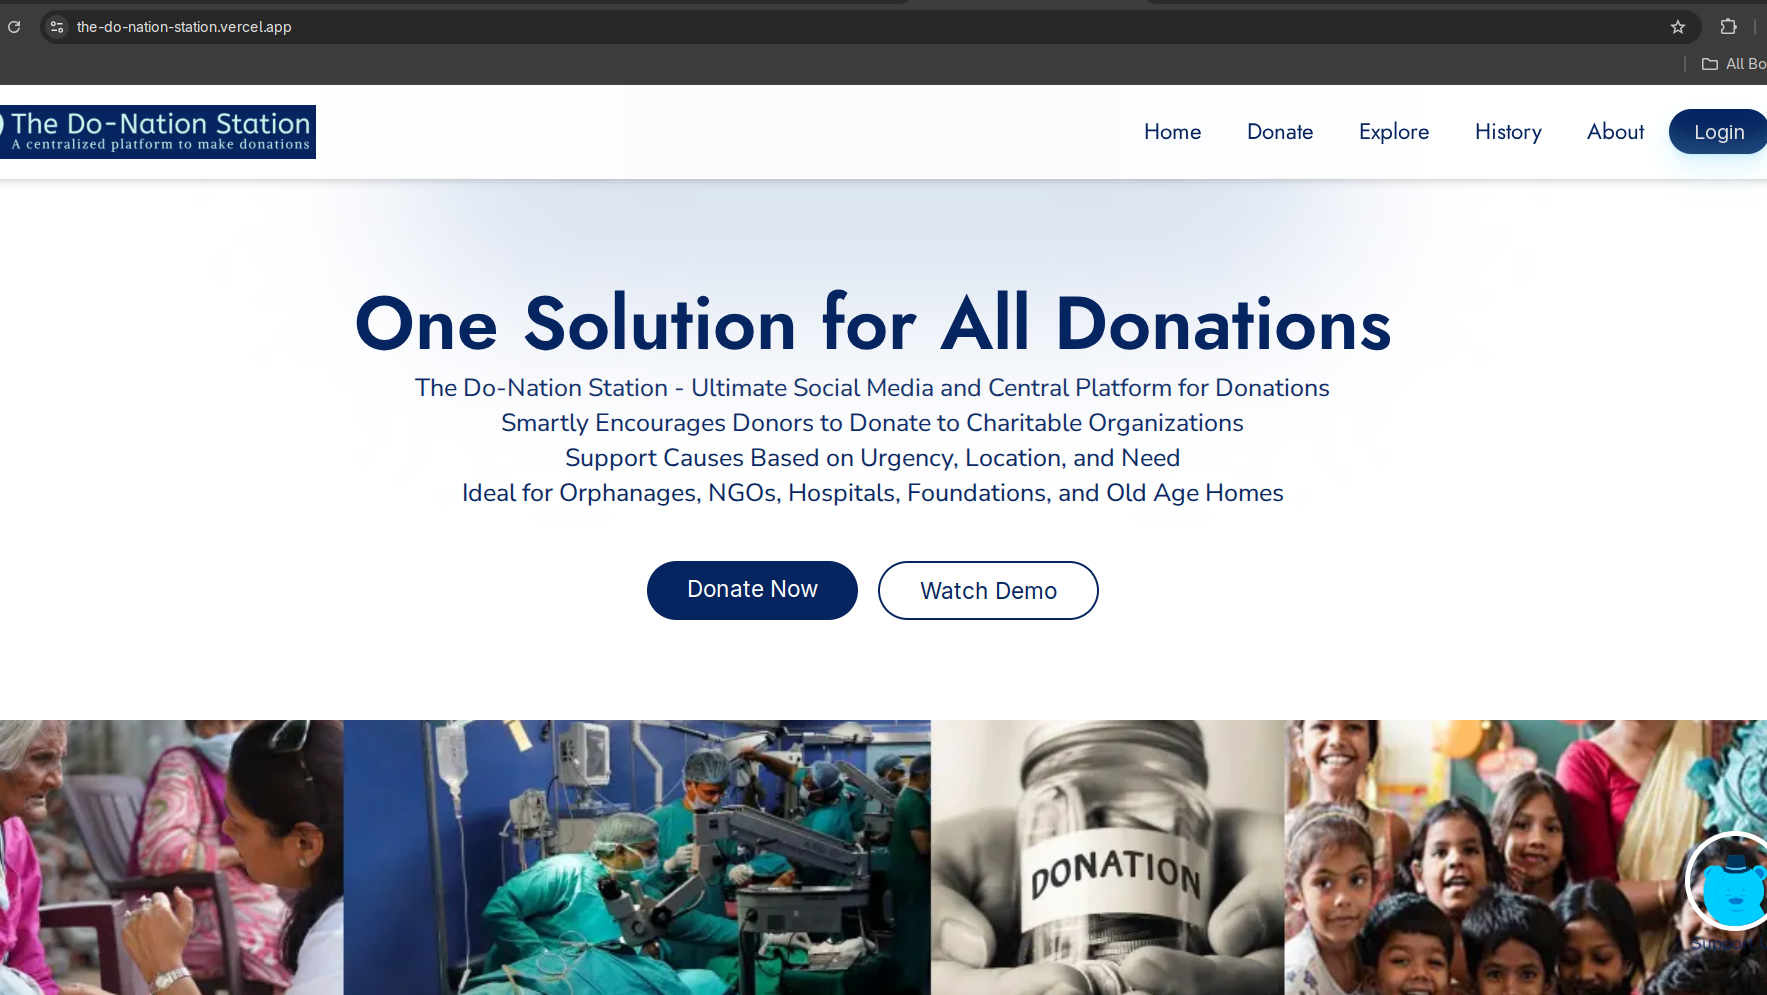 the-do-nation-station.vercel.app
All Bo
The Do-Nation Station
A centralized platform to make donations
Home Donate Explore History About Login
One Solution for All Donations
The Do-Nation Station - Ultimate Social Media and Central Platform for Donations
Smartly Encourages Donors to Donate to Charitable Organizations
Support Causes Based on Urgency, Location, and Need
Ideal for Orphanages, NGOs, Hospitals, Foundations, and Old Age Homes
Donate Now Watch Demo
DONATION
Support